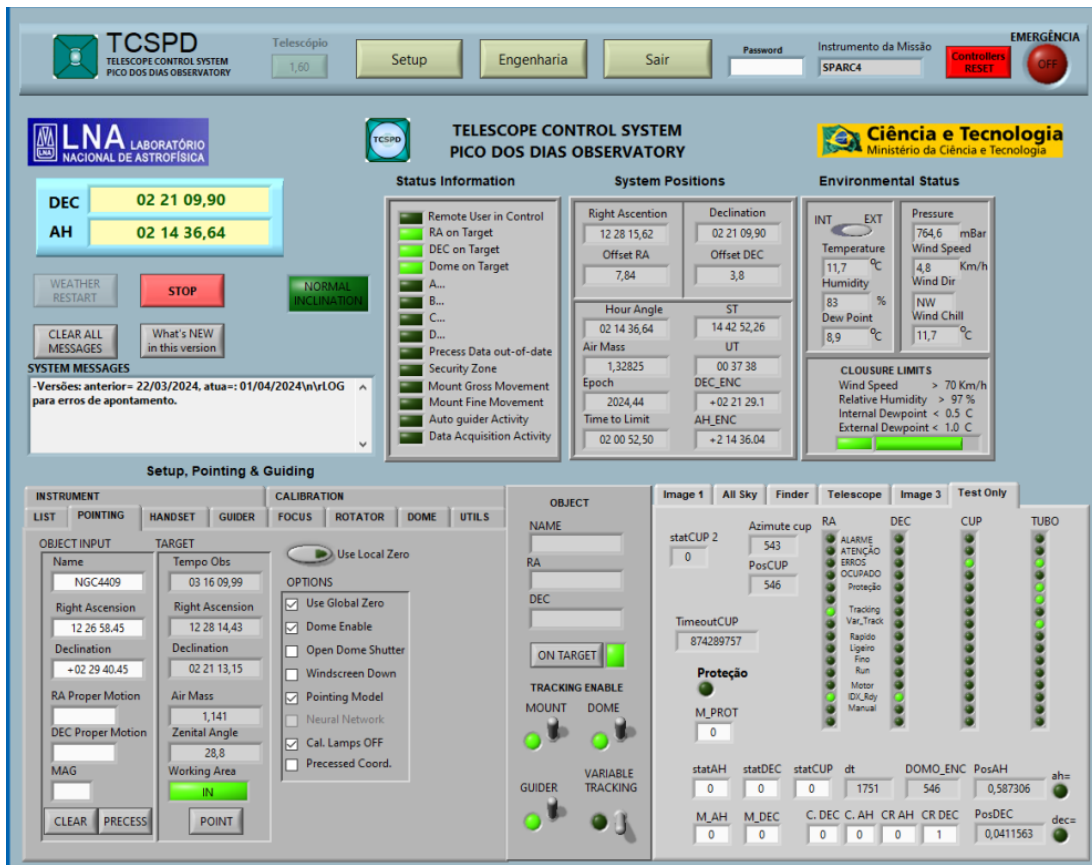 TCSPD
TELESCOPE CONTROL SYSTEM
PICO DOS DIAS OBSERVATORY
Telescópio
1,60
Setup
Engenharia
Sair
Password
Instrumento da Missão
SPARC4
Controllers
RESET
EMERGÊNCIA
OFF
LNA LABORATÓRIO
NACIONAL DE ASTROFÍSICA
LNA
TCSPD
TELESCOPE CONTROL SYSTEM
PICO DOS DIAS OBSERVATORY
Ciência e Tecnologia
Ministério da Ciência e Tecnologia
DEC 02 21 09,90
AH 02 14 36,64
WEATHER
RESTART
STOP
NORMAL
INCLINATION
CLEAR ALL
MESSAGES
What's NEW
in this version
SYSTEM MESSAGES
-Versões: anterior= 22/03/2024, atua=: 01/04/2024\n\rLOG
para erros de apontamento.
Status Information
Remote User in Control
RA on Target
DEC on Target
Dome on Target
A...
B...
C...
D...
Precess Data out-of-date
Security Zone
Mount Gross Movement
Mount Fine Movement
Auto guider Activity
Data Acquisition Activity
System Positions
Right Ascention Declination
12 28 15,62 02 21 09,90
Offset RA Offset DEC
7,84 3,8
Hour Angle ST
02 14 36,64 14 42 52,26
Air Mass UT
1,32825 00 37 38
Epoch DEC_ENC
2024,44 +02 21 29.1
Time to Limit AH_ENC
02 00 52,50 +2 14 36.04
Environmental Status
INT EXT
Temperature
11,7 ºC
Humidity
83 %
Dew Point
8,9 ºC
Pressure
764,6 mBar
Wind Speed
4,8 Km/h
Wind Dir
NW
Wind Chill
11,7 ºC
CLOUSURE LIMITS
Wind Speed > 70 Km/h
Relative Humidity > 97 %
Internal Dewpoint < 0.5 C
External Dewpoint < 1.0 C
Setup, Pointing & Guiding
INSTRUMENT CALIBRATION
LIST POINTING HANDSET GUIDER FOCUS ROTATOR DOME UTILS
OBJECT INPUT
Name
NGC4409
Right Ascension
12 26 58.45
Declination
+02 29 40.45
RA Proper Motion
DEC Proper Motion
MAG
CLEAR PRECESS
TARGET
Tempo Obs
03 16 09,99
Right Ascension
12 28 14,43
Declination
02 21 13,15
Air Mass
1,141
Zenital Angle
28,8
Working Area
IN
POINT
Use Local Zero
OPTIONS
Use Global Zero
Dome Enable
Open Dome Shutter
Windscreen Down
Pointing Model
Neural Network
Cal. Lamps OFF
Precessed Coord.
OBJECT
NAME
RA
DEC
ON TARGET
TRACKING ENABLE
MOUNT DOME
GUIDER VARIABLE
TRACKING
Image 1 All Sky Finder Telescope Image 3 Test Only
statCUP 2
0
Azimute cup
543
PosCUP
546
TimeoutCUP
874289757
Proteção
M_PROT
0
RA DEC CUP TUBO
ALARME
ATENÇÃO
ERROS
OCUPADO
Proteção
Tracking
Var_Track
Rapido
Ligeiro
Fino
Run
Motor
IDX_Rdy
Manual
statAH statDEC statCUP dt DOMO_ENC PosAH
0 0 0 1751 546 0,587306 ah=
M_AH M_DEC C. DEC C. AH CR AH CR DEC PosDEC
0 0 0 0 0 1 0,0411563 dec=